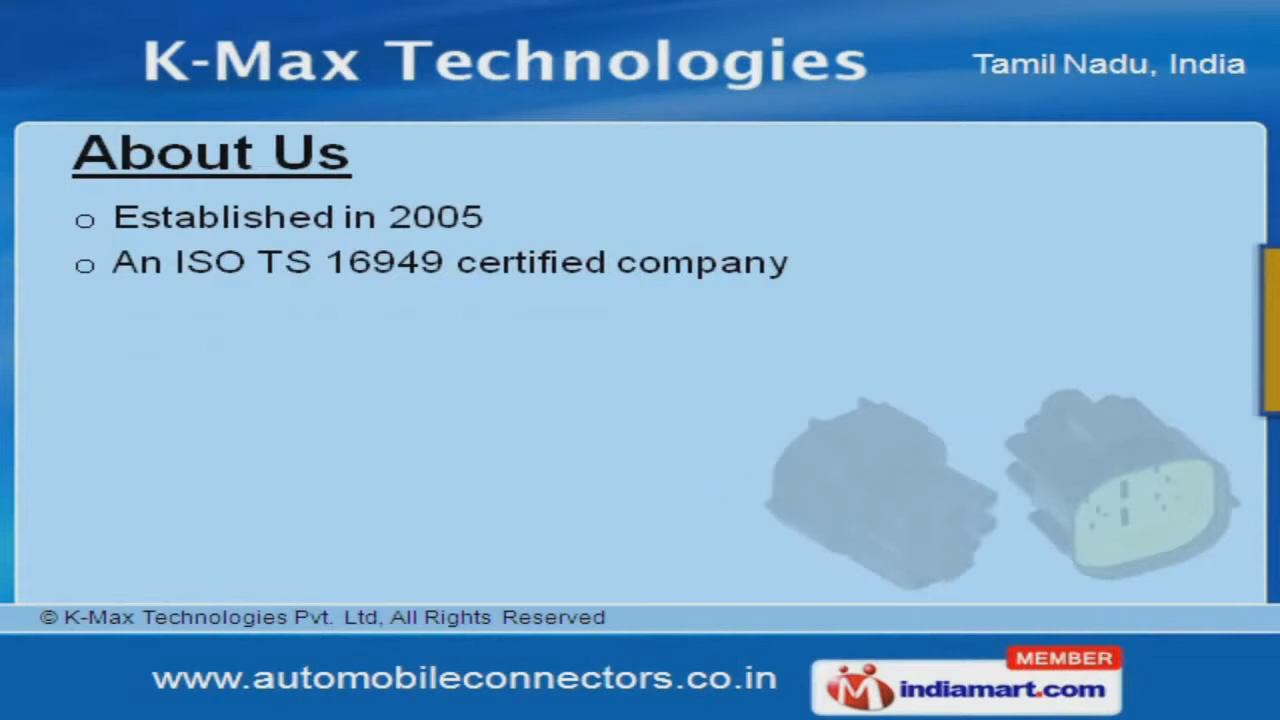 K-Max Technologies
Tamil Nadu, India
About Us
o Established in 2005
o An ISO TS 16949 certified company
© K-Max Technologies Pvt. Ltd, All Rights Reserved
www.automobileconnectors.co.in
MEMBER
indiamart.com